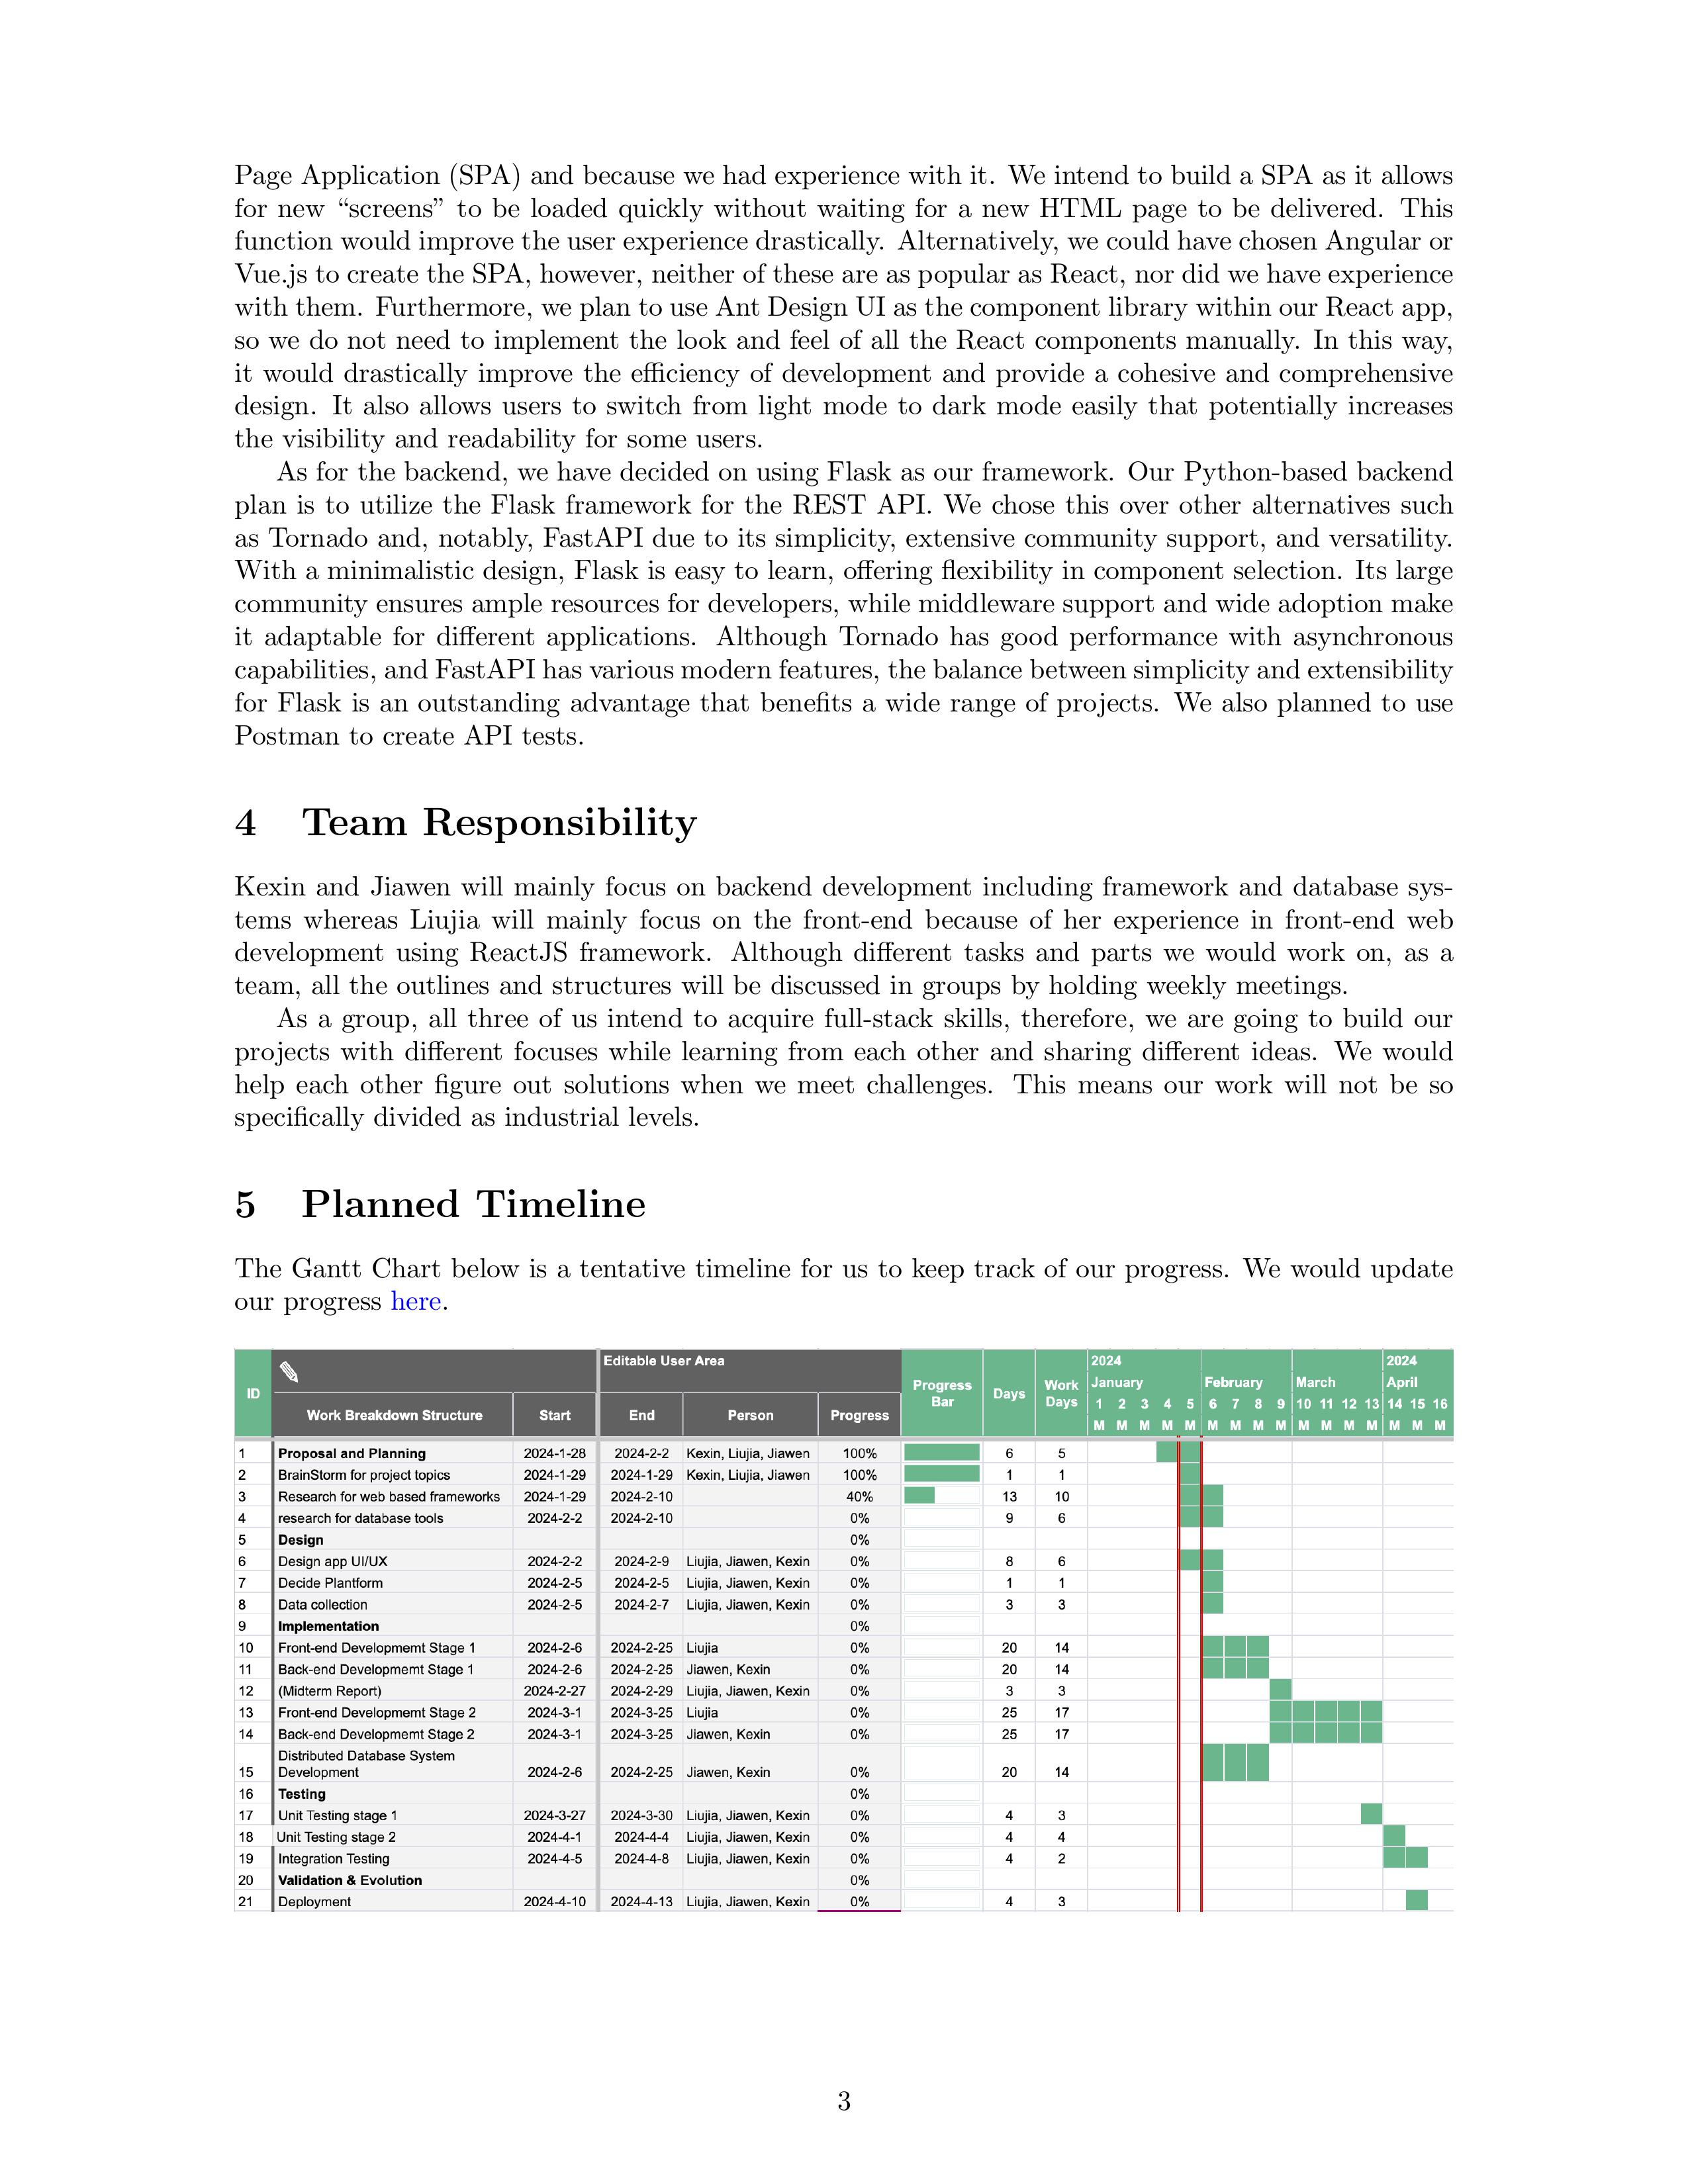 Page Application (SPA) and because we had experience with it. We intend to build a SPA as it allows
for new “screens” to be loaded quickly without waiting for a new HTML page to be delivered. This
function would improve the user experience drastically. Alternatively, we could have chosen Angular or
Vue.js to create the SPA, however, neither of these are as popular as React, nor did we have experience
with them. Furthermore, we plan to use Ant Design UI as the component library within our React app,
so we do not need to implement the look and feel of all the React components manually. In this way,
it would drastically improve the efficiency of development and provide a cohesive and comprehensive
design. It also allows users to switch from light mode to dark mode easily that potentially increases
the visibility and readability for some users.
As for the backend, we have decided on using Flask as our framework. Our Python-based backend
plan is to utilize the Flask framework for the REST API. We chose this over other alternatives such
as Tornado and, notably, FastAPI due to its simplicity, extensive community support, and versatility.
With a minimalistic design, Flask is easy to learn, offering flexibility in component selection. Its large
community ensures ample resources for developers, while middleware support and wide adoption make
it adaptable for different applications. Although Tornado has good performance with asynchronous
capabilities, and FastAPI has various modern features, the balance between simplicity and extensibility
for Flask is an outstanding advantage that benefits a wide range of projects. We also planned to use
Postman to create API tests.
4 Team Responsibility
Kexin and Jiawen will mainly focus on backend development including framework and database sys-
tems whereas Liujia will mainly focus on the front-end because of her experience in front-end web
development using ReactJS framework. Although different tasks and parts we would work on, as a
team, all the outlines and structures will be discussed in groups by holding weekly meetings.
As a group, all three of us intend to acquire full-stack skills, therefore, we are going to build our
projects with different focuses while learning from each other and sharing different ideas. We would
help each other figure out solutions when we meet challenges. This means our work will not be so
specifically divided as industrial levels.
5 Planned Timeline
The Gantt Chart below is a tentative timeline for us to keep track of our progress. We would update
our progress here.
Editable User Area 2024 2024
ID Progress Bar Days Work Days January February March April
Work Breakdown Structure Start End Person Progress 1 2 3 4 5 6 7 8 9 10 11 12 13 14 15 16
M M M M M M M M M M M M M M M M
1 Proposal and Planning 2024-1-28 2024-2-2 Kexin, Liujia, Jiawen 100% 6 5
2 BrainStorm for project topics 2024-1-29 2024-1-29 Kexin, Liujia, Jiawen 100% 1 1
3 Research for web based frameworks 2024-1-29 2024-2-10 40% 13 10
4 research for database tools 2024-2-2 2024-2-10 0% 9 6
5 Design 0%
6 Design app UI/UX 2024-2-2 2024-2-9 Liujia, Jiawen, Kexin 0% 8 6
7 Decide Plantform 2024-2-5 2024-2-5 Liujia, Jiawen, Kexin 0% 1 1
8 Data collection 2024-2-5 2024-2-7 Liujia, Jiawen, Kexin 0% 3 3
9 Implementation 0%
10 Front-end Developmemt Stage 1 2024-2-6 2024-2-25 Liujia 0% 20 14
11 Back-end Developmemt Stage 1 2024-2-6 2024-2-25 Jiawen, Kexin 0% 20 14
12 (Midterm Report) 2024-2-27 2024-2-29 Liujia, Jiawen, Kexin 0% 3 3
13 Front-end Developmemt Stage 2 2024-3-1 2024-3-25 Liujia 0% 25 17
14 Back-end Developmemt Stage 2 2024-3-1 2024-3-25 Jiawen, Kexin 0% 25 17
Distributed Database System
15 Development 2024-2-6 2024-2-25 Jiawen, Kexin 0% 20 14
16 Testing 0%
17 Unit Testing stage 1 2024-3-27 2024-3-30 Liujia, Jiawen, Kexin 0% 4 3
18 Unit Testing stage 2 2024-4-1 2024-4-4 Liujia, Jiawen, Kexin 0% 4 4
19 Integration Testing 2024-4-5 2024-4-8 Liujia, Jiawen, Kexin 0% 4 2
20 Validation & Evolution 0%
21 Deployment 2024-4-10 2024-4-13 Liujia, Jiawen, Kexin 0% 4 3
3